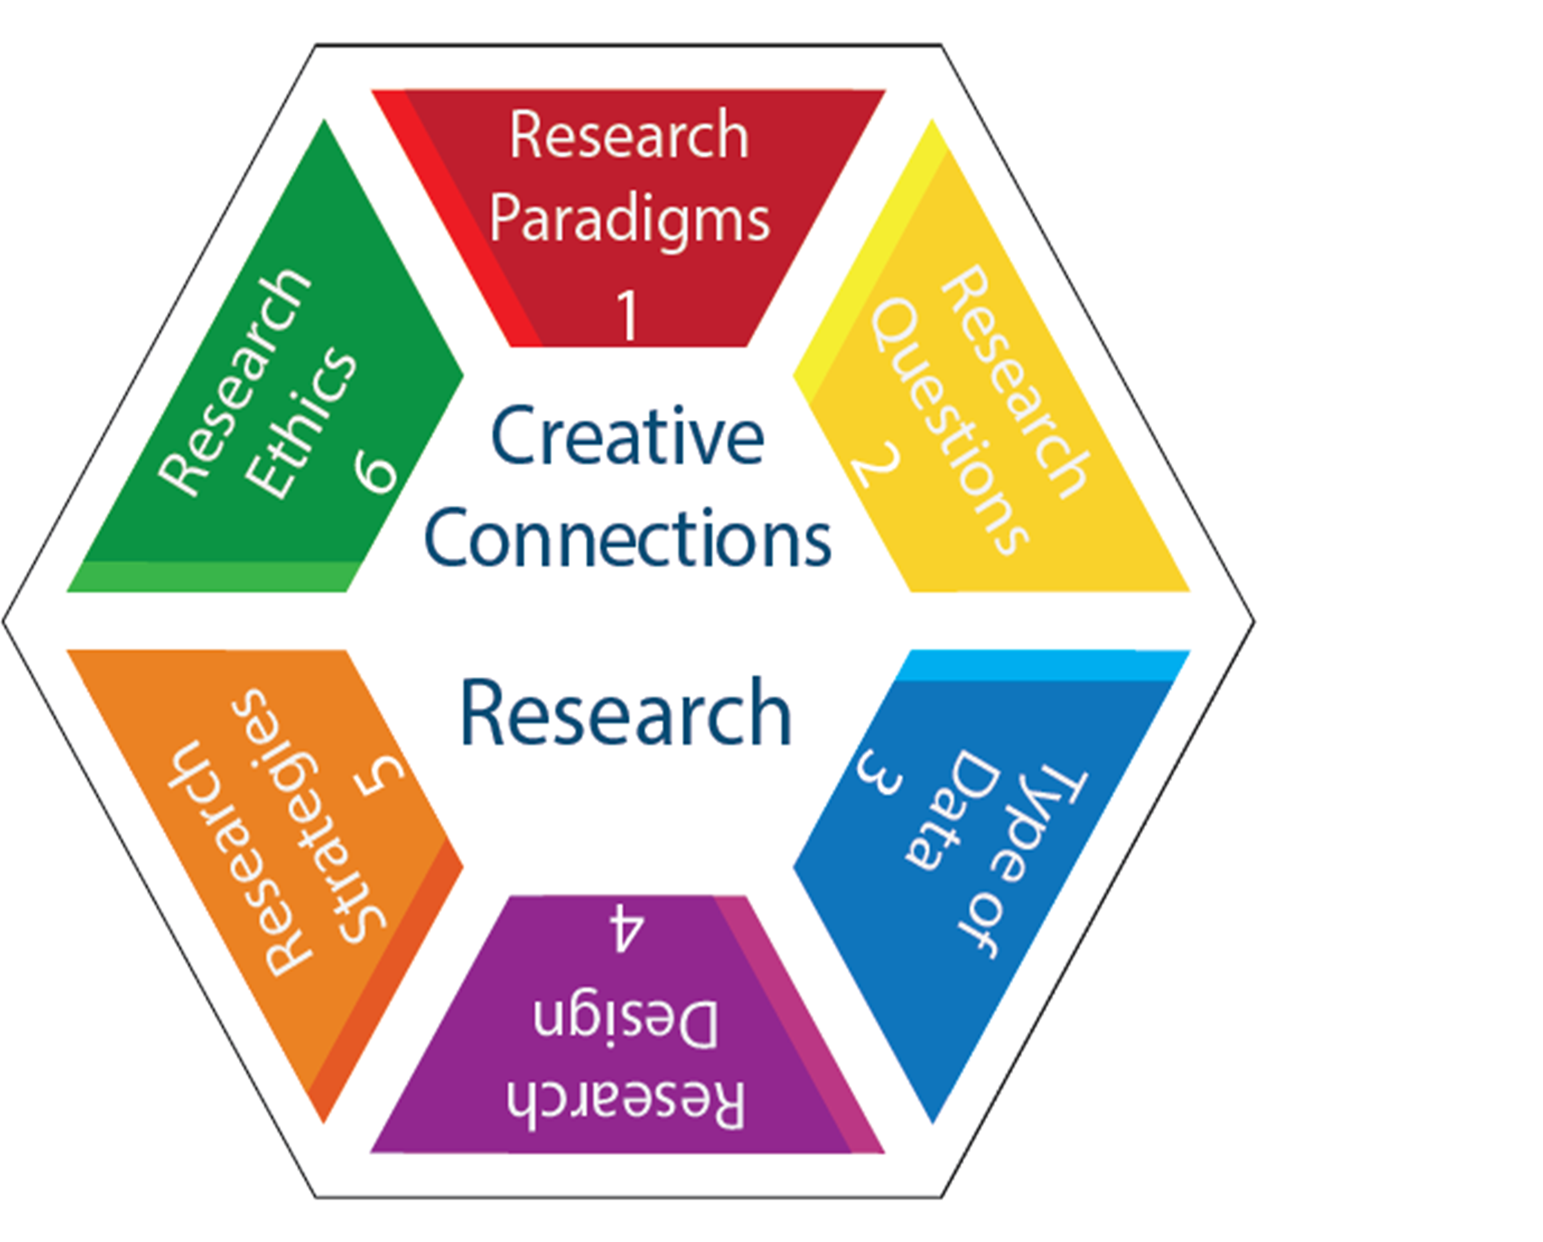 Research
Paradigms
1
Research
Questions
2
Type of
Data
3
Research
Design
4
Research
Strategies
5
Research
Ethics
6
Creative
Connections
Research